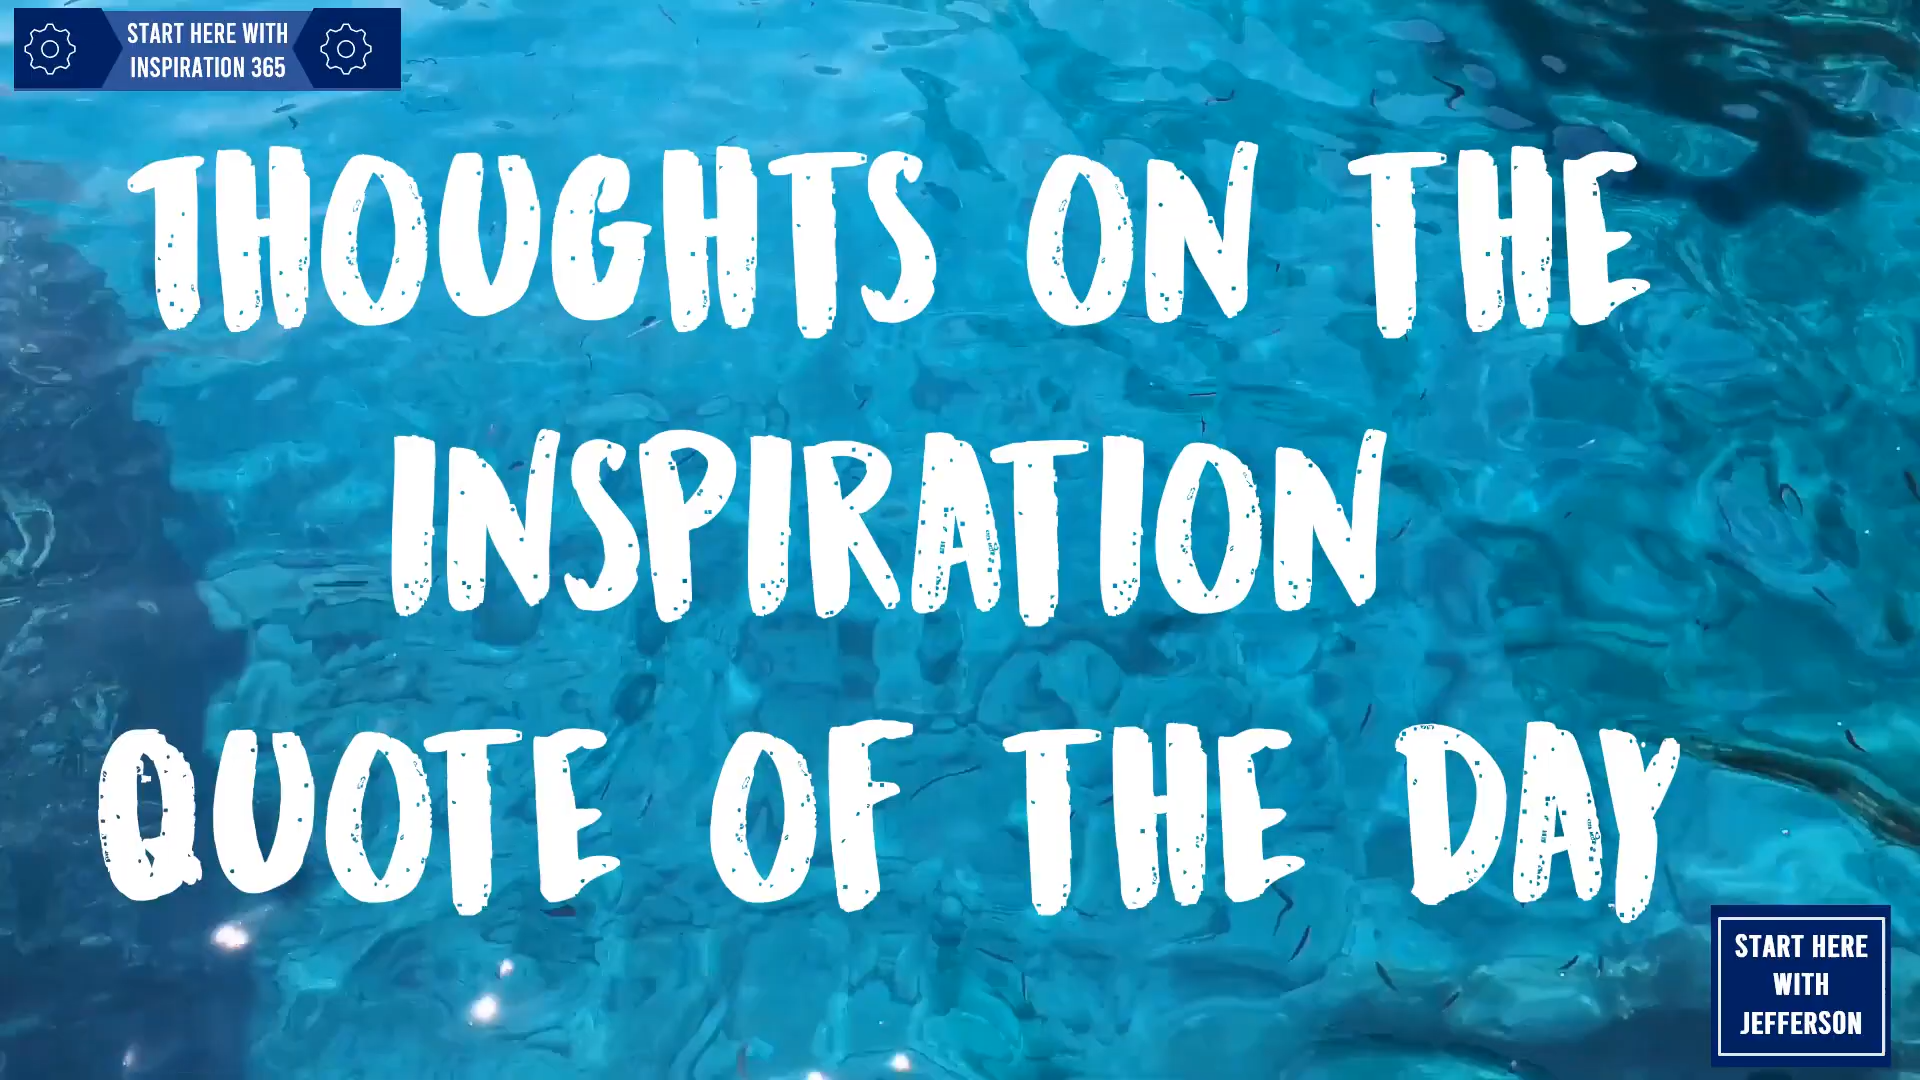 START HERE WITH
INSPIRATION 365
THOUGHTS ON THE
INSPIRATION
QUOTE OF THE DAY
START HERE
WITH
JEFFERSON